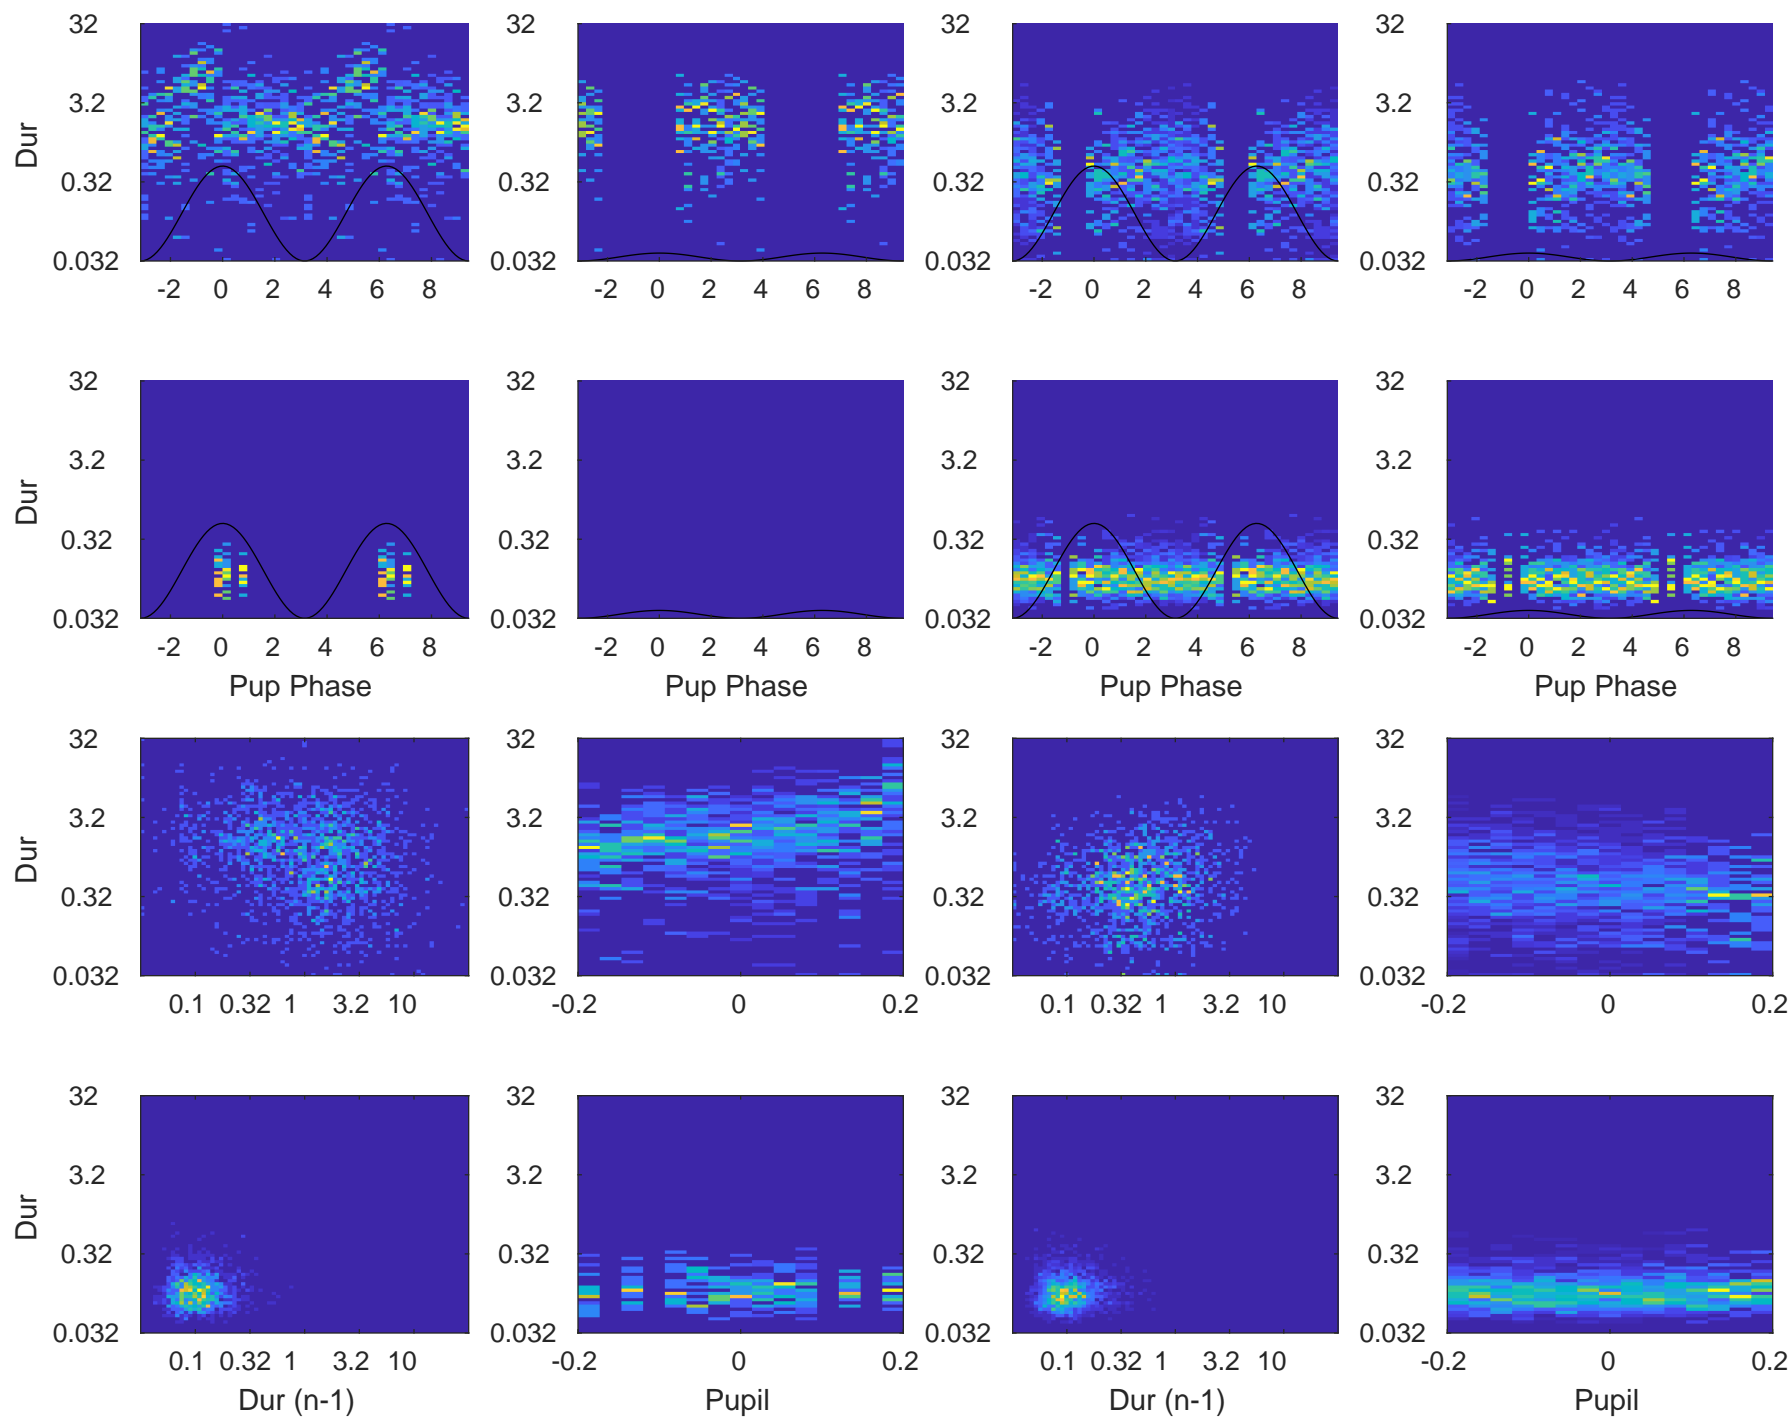 32 32 32 32
3.2 3.2 3.2 3.2
Dur
0.32 0.32 0.32 0.32
0.032 0.032 0.032 0.032
-2 0 2 4 6 8 -2 0 2 4 6 8 -2 0 2 4 6 8 -2 0 2 4 6 8
32 32 32 32
3.2 3.2 3.2 3.2
Dur
0.32 0.32 0.32 0.32
0.032 0.032 0.032 0.032
-2 0 2 4 6 8 -2 0 2 4 6 8 -2 0 2 4 6 8 -2 0 2 4 6 8
Pup Phase Pup Phase Pup Phase Pup Phase
32 32 32 32
3.2 3.2 3.2 3.2
Dur
0.32 0.32 0.32 0.32
0.032 0.032 0.032 0.032
0.1 0.32 1 3.2 10 -0.2 0 0.2 0.1 0.32 1 3.2 10 -0.2 0 0.2
32 32 32 32
3.2 3.2 3.2 3.2
Dur
0.32 0.32 0.32 0.32
0.032 0.032 0.032 0.032
0.1 0.32 1 3.2 10 -0.2 0 0.2 0.1 0.32 1 3.2 10 -0.2 0 0.2
Dur (n-1) Pupil Dur (n-1) Pupil